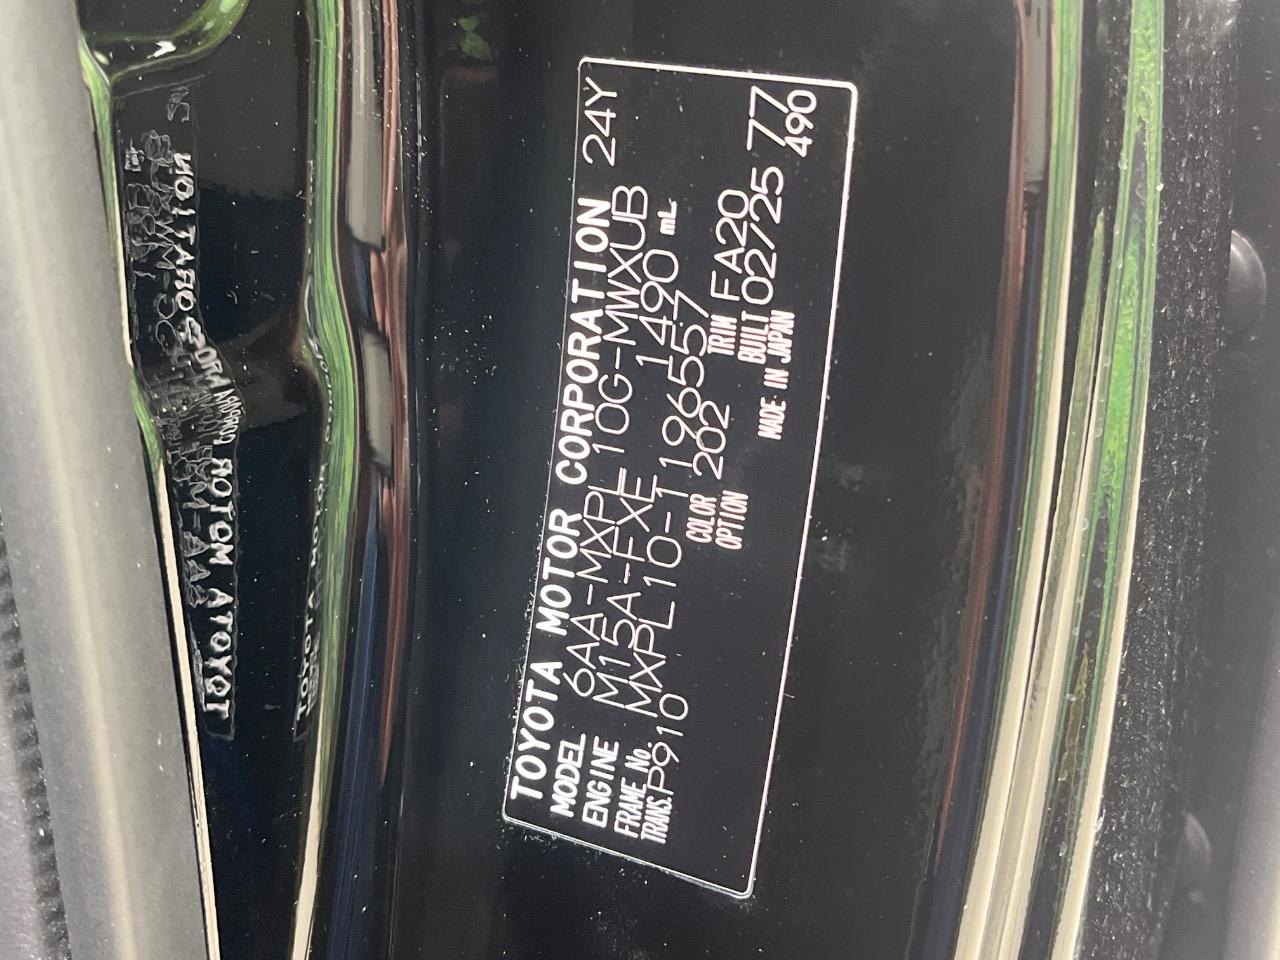 TOYOTA MOTOR CORPORATION 24Y
MODEL 6AA-MXPL10G-MWXUB
ENGINE M15A-FXE 1490 mL
FRAME No. MXPL10-1196557
TRANS. P910 COLOR 202 TRIM FA20
OPTION BUILT 02/25 77
MADE IN JAPAN 490